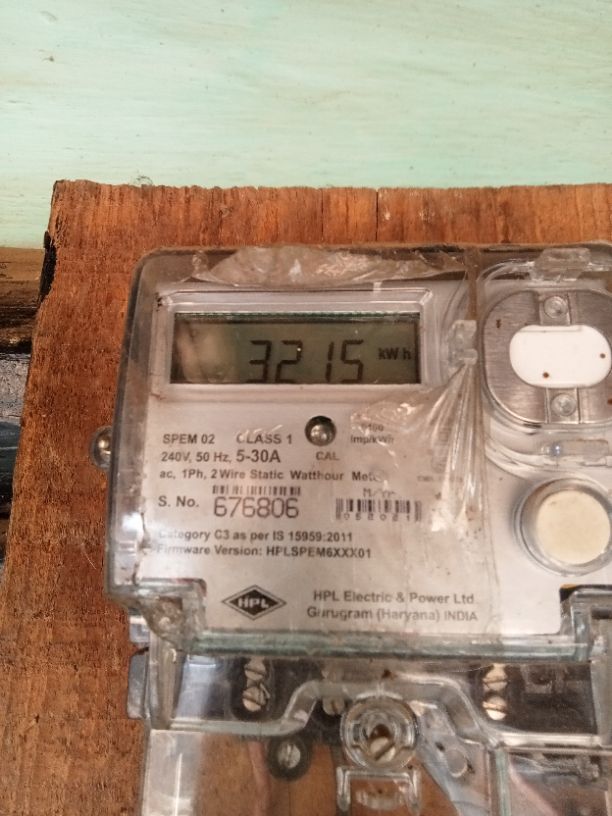 3215 kWh
SPEM 02 CLASS 1
240V, 50 Hz, 5-30A CAL Imp/kWh
ac, 1Ph, 2 Wire Static Watthour Meter
S. No. 676806
Category C3 as per IS 15959:2011
Firmware Version: HPLSPEM6XXX01
HPL
HPL Electric & Power Ltd
Gurugram (Haryana) INDIA